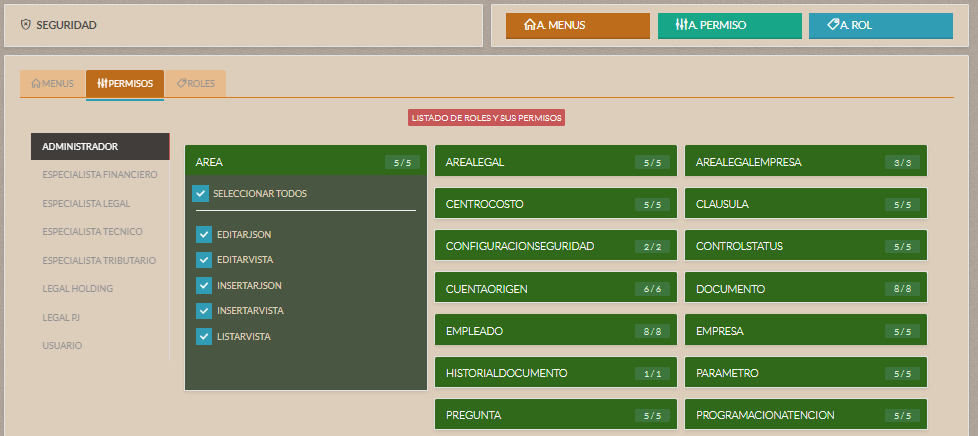 SEGURIDAD
A. MENUS
A. PERMISO
A. ROL
MENUS
PERMISOS
ROLES
LISTADO DE ROLES Y SUS PERMISOS
ADMINISTRADOR
ESPECIALISTA FINANCIERO
ESPECIALISTA LEGAL
ESPECIALISTA TECNICO
ESPECIALISTA TRIBUTARIO
LEGAL HOLDING
LEGAL PJ
USUARIO
AREA 5 / 5
SELECCIONAR TODOS
EDITARJSON
EDITARVISTA
INSERTARJSON
INSERTARVISTA
LISTARVISTA
AREALEGAL 5 / 5
AREALEGALEMPRESA 3 / 3
CENTROCOSTO 5 / 5
CLAUSULA 5 / 5
CONFIGURACIONSEGURIDAD 2 / 2
CONTROLSTATUS 5 / 5
CUENTAORIGEN 6 / 6
DOCUMENTO 8 / 8
EMPLEADO 8 / 8
EMPRESA 5 / 5
HISTORIALDOCUMENTO 1 / 1
PARAMETRO 5 / 5
PREGUNTA 5 / 5
PROGRAMACIONATENCION 5 / 5